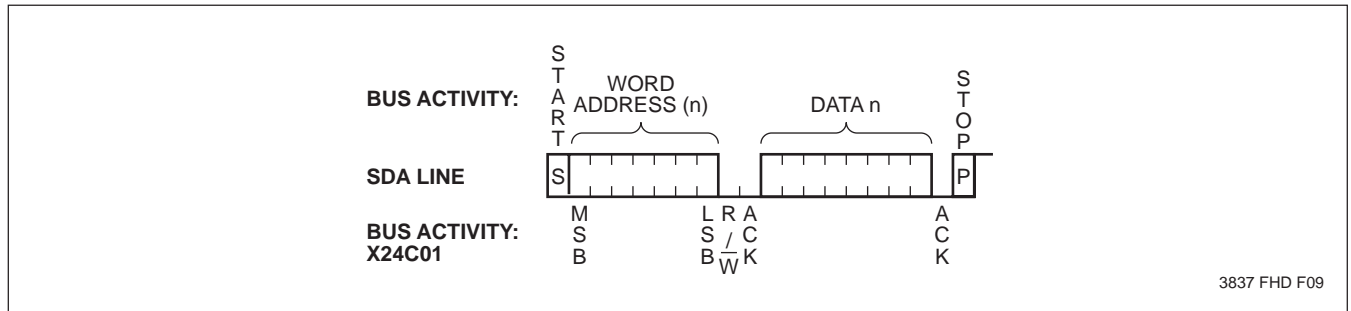 START
STOP
WORD
BUS ACTIVITY:
ADDRESS (n)
DATA n
SDA LINE
S
P
MSB
LSB
R/W
ACK
ACK
BUS ACTIVITY:
X24C01
3837 FHD F09